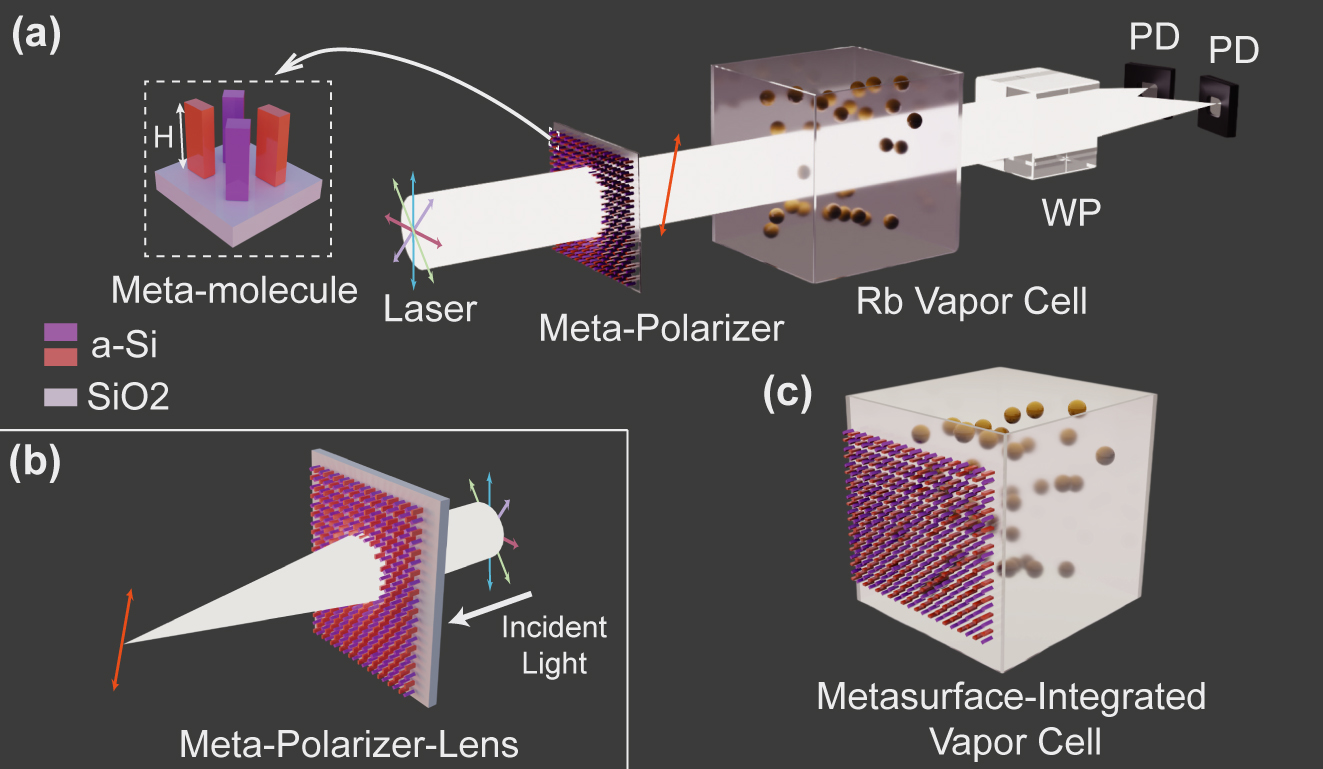 (a)
PD
PD
H
WP
Meta-molecule
Laser
Meta-Polarizer
Rb Vapor Cell
a-Si
SiO2
(b)
Incident
Light
Meta-Polarizer-Lens
(c)
Metasurface-Integrated
Vapor Cell